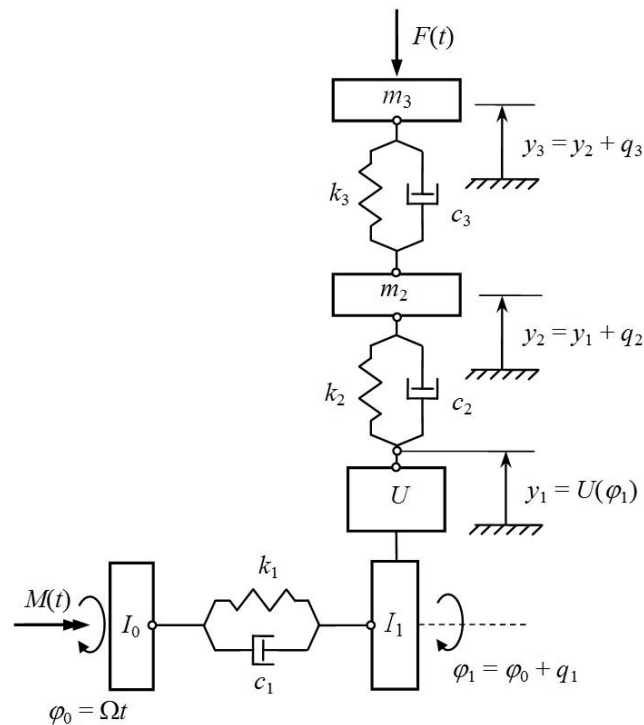 F(t)
m₃
y₃ = y₂ + q₃
k₃
c₃
m₂
y₂ = y₁ + q₂
k₂
c₂
U
y₁ = U(φ₁)
k₁
M(t)
I₀
I₁
c₁
φ₁ = φ₀ + q₁
φ₀ = Ωt